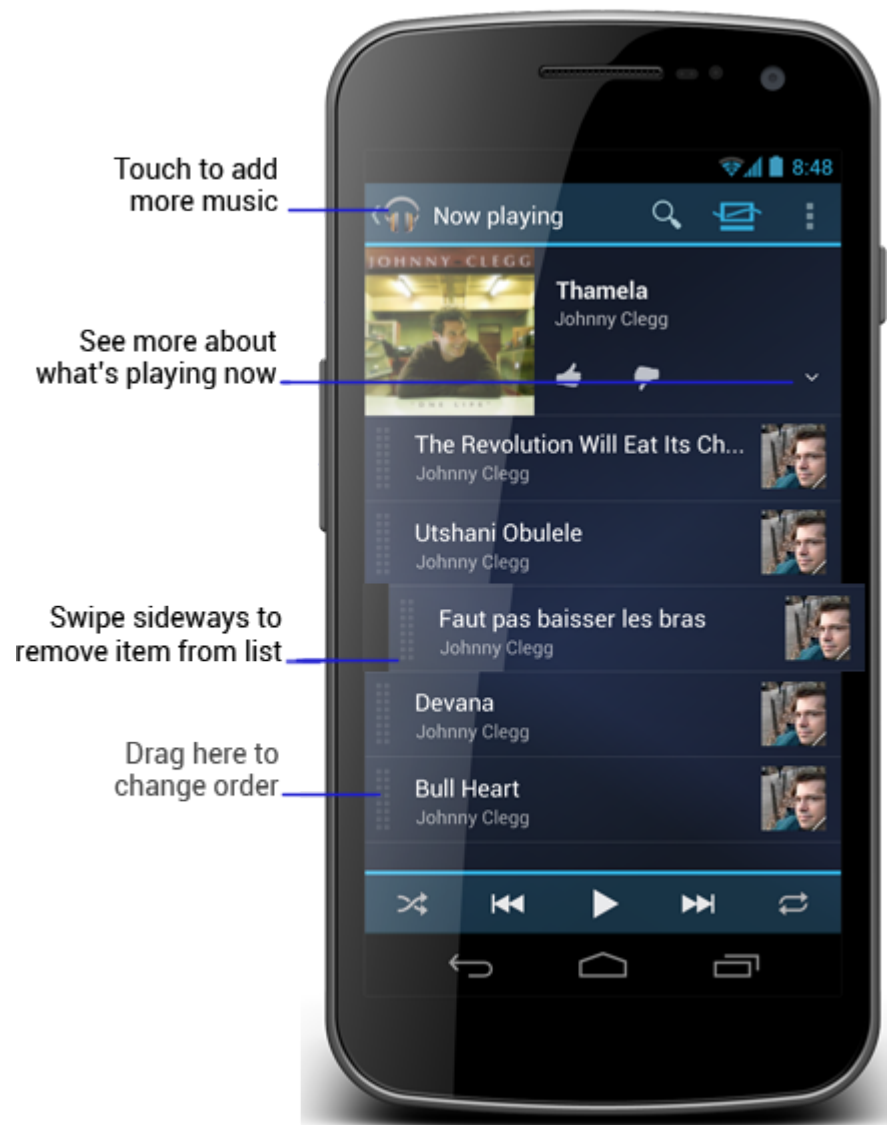 8:48
Touch to add
more music
Now playing
JOHNNY CLEGG
Thamela
Johnny Clegg
See more about
what's playing now
"ONE LIFE"
The Revolution Will Eat Its Ch...
Johnny Clegg
Utshani Obulele
Johnny Clegg
Swipe sideways to
remove item from list
Faut pas baisser les bras
Johnny Clegg
Devana
Johnny Clegg
Drag here to
change order
Bull Heart
Johnny Clegg